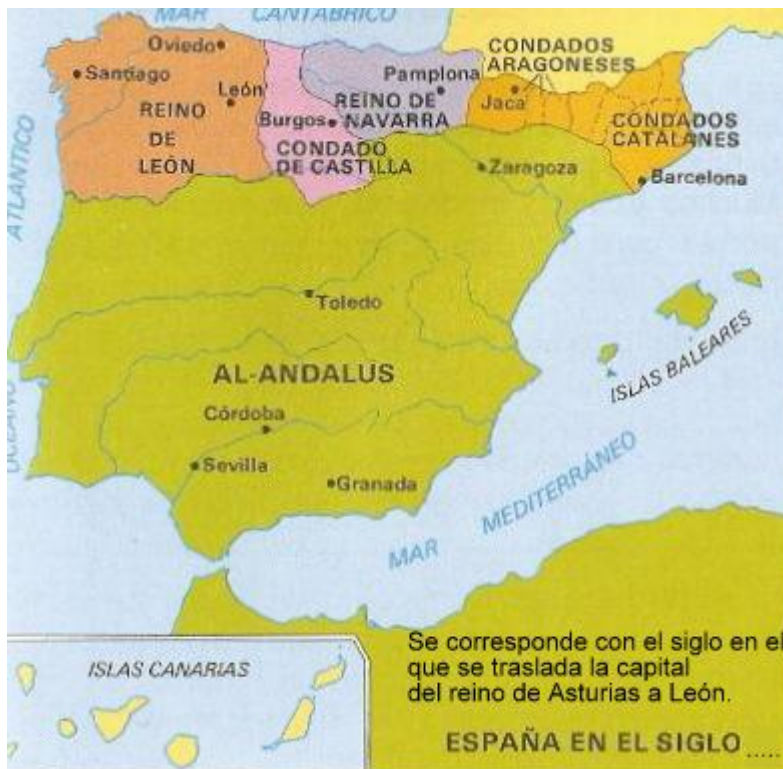 MAR CANTÁBRICO
Oviedo
Santiago
León
REINO
DE
LEÓN
Burgos
CONDADO
DE CASTILLA
Pamplona
REINO DE
NAVARRA
CONDADOS
ARAGONESES
Jaca
CONDADOS
CATALANES
Zaragoza
Barcelona
ATLÁNTICO
OCÉANO
Toledo
AL-ANDALUS
ISLAS BALEARES
Córdoba
Sevilla
Granada
MAR MEDITERRÁNEO
ISLAS CANARIAS
Se corresponde con el siglo en el
que se traslada la capital
del reino de Asturias a León.
ESPAÑA EN EL SIGLO .....